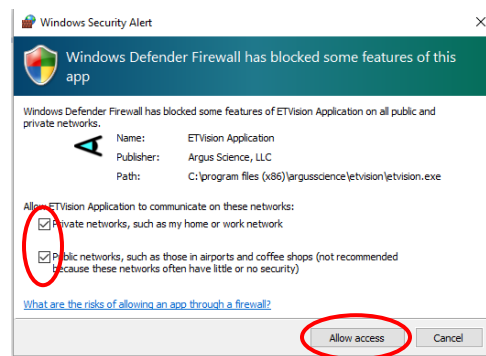 Windows Security Alert
Windows Defender Firewall has blocked some features of this
app
Windows Defender Firewall has blocked some features of ETVision Application on all public and
private networks.
Name: ETVision Application
Publisher: Argus Science, LLC
Path: C:\program files (x86)\argusscience\etvision\etvision.exe
Allow ETVision Application to communicate on these networks:
Private networks, such as my home or work network
Public networks, such as those in airports and coffee shops (not recommended
because these networks often have little or no security)
What are the risks of allowing an app through a firewall?
Allow access Cancel